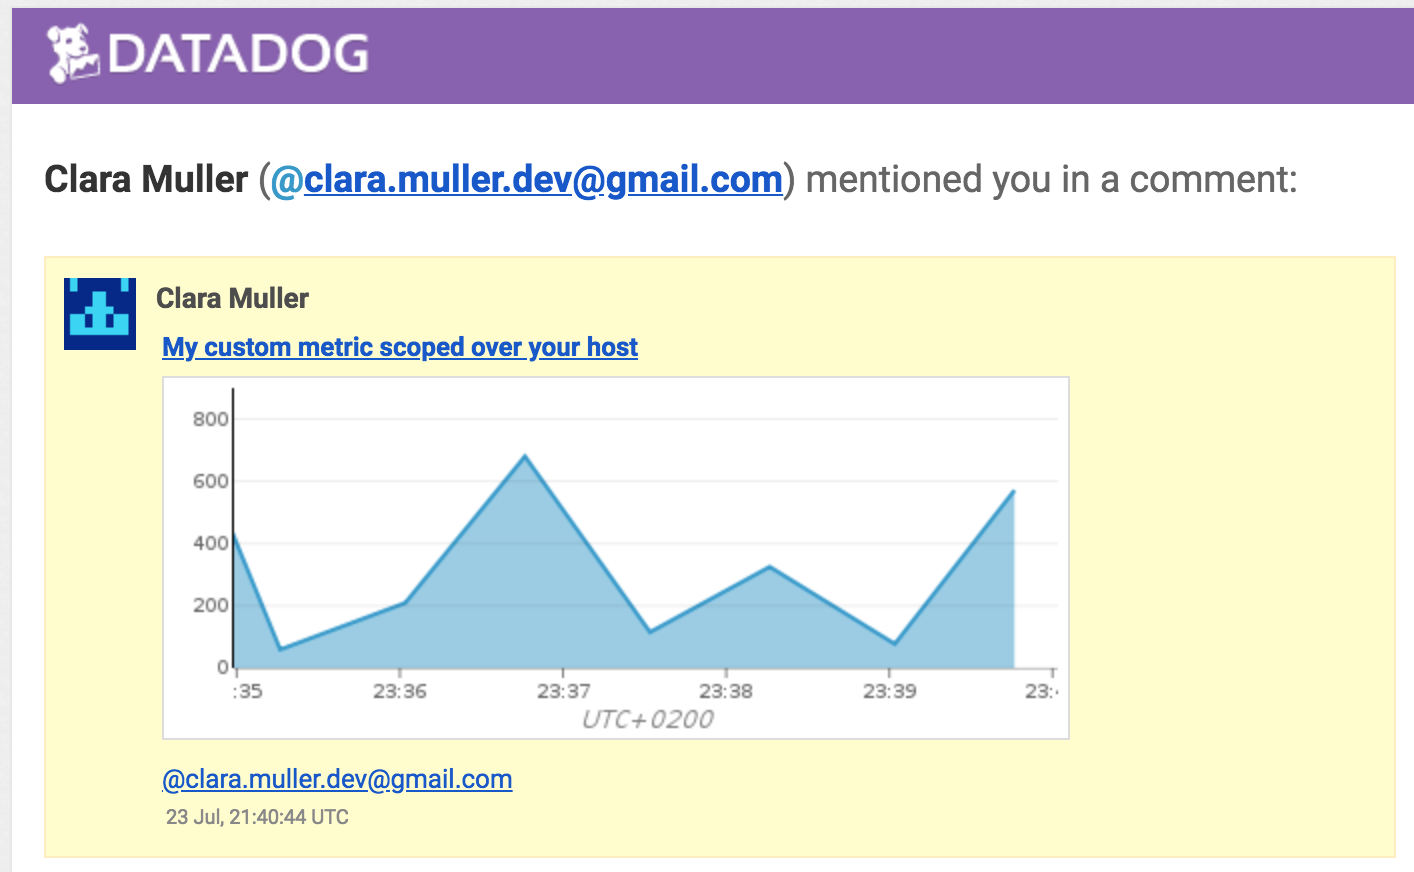 DATADOG
Clara Muller (@clara.muller.dev@gmail.com) mentioned you in a comment:
Clara Muller
My custom metric scoped over your host
800
600
400
200
0
:35 23:36 23:37 23:38 23:39 23:
UTC+0200
@clara.muller.dev@gmail.com
23 Jul, 21:40:44 UTC